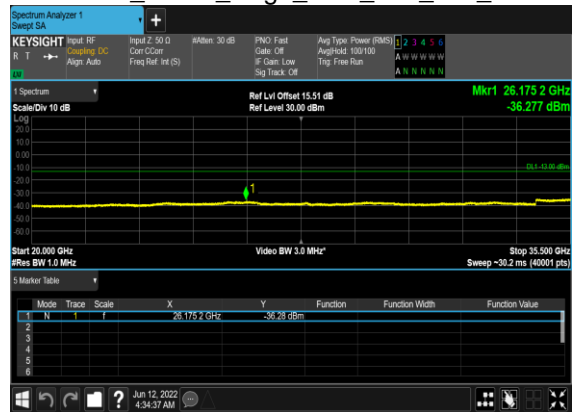 Spectrum Analyzer 1
Swept SA
+
KEYSIGHT Input: RF Input Z: 50 Ω #Atten: 30 dB PNO: Fast Avg Type: Power (RMS) 1 2 3 4 5 6
R T Coupling: DC Corr CCorr Gate: Off Avg|Hold: 100/100 A W W W W W
Align: Auto Freq Ref: Int (S) IF Gain: Low Trig: Free Run
Sig Track: Off A N N N N N
1 Spectrum Ref Lvl Offset 15.51 dB Mkr1 26.175 2 GHz
Scale/Div 10 dB Ref Level 30.00 dBm -36.277 dBm
Log
20.0
10.0
0.00
-10.0
DL1 -13.00 dBm
-20.0
1
-30.0
-40.0
-50.0
-60.0
Start 20.000 GHz Video BW 3.0 MHz* Stop 35.500 GHz
#Res BW 1.0 MHz Sweep ~30.2 ms (40001 pts)
5 Marker Table
Mode Trace Scale X Y Function Function Width Function Value
1 N 1 f 26.175 2 GHz -36.28 dBm
2
3
4
5
6
? Jun 12, 2022
4:34:37 AM